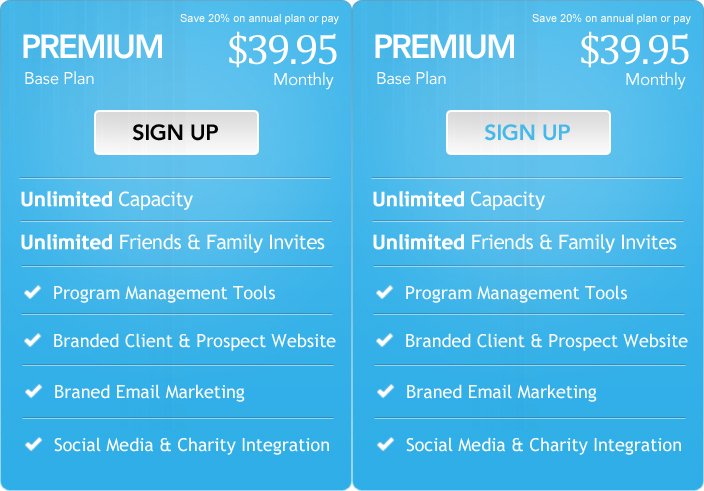 Save 20% on annual plan or pay
PREMIUM
$39.95
Base Plan
Monthly
SIGN UP
Unlimited Capacity
Unlimited Friends & Family Invites
Program Management Tools
Branded Client & Prospect Website
Braned Email Marketing
Social Media & Charity Integration
Save 20% on annual plan or pay
PREMIUM
$39.95
Base Plan
Monthly
SIGN UP
Unlimited Capacity
Unlimited Friends & Family Invites
Program Management Tools
Branded Client & Prospect Website
Braned Email Marketing
Social Media & Charity Integration